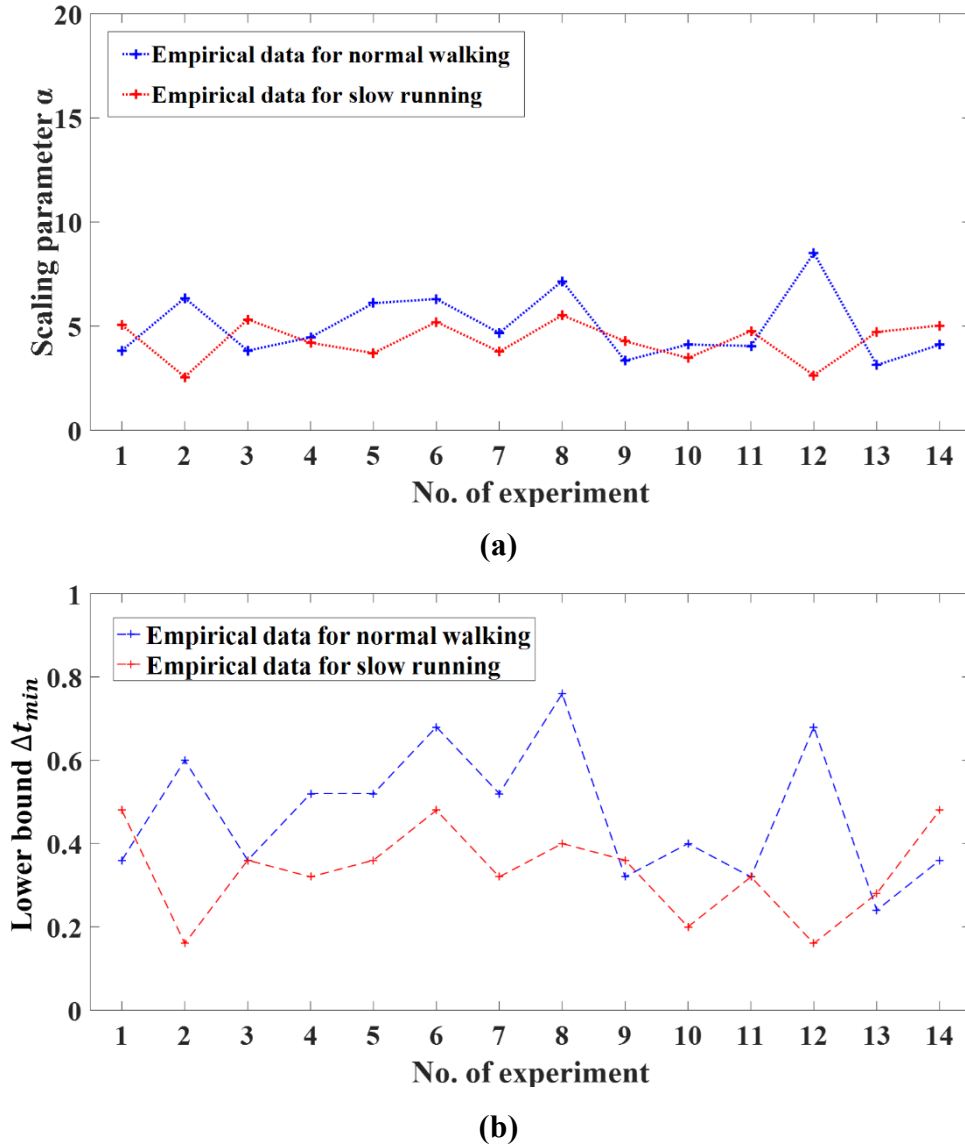 20
15
10
5
0
Scaling parameter α
Empirical data for normal walking
Empirical data for slow running
1 2 3 4 5 6 7 8 9 10 11 12 13 14
No. of experiment
(a)
1
0.8
0.6
0.4
0.2
0
Lower bound Δt_min
Empirical data for normal walking
Empirical data for slow running
1 2 3 4 5 6 7 8 9 10 11 12 13 14
No. of experiment
(b)